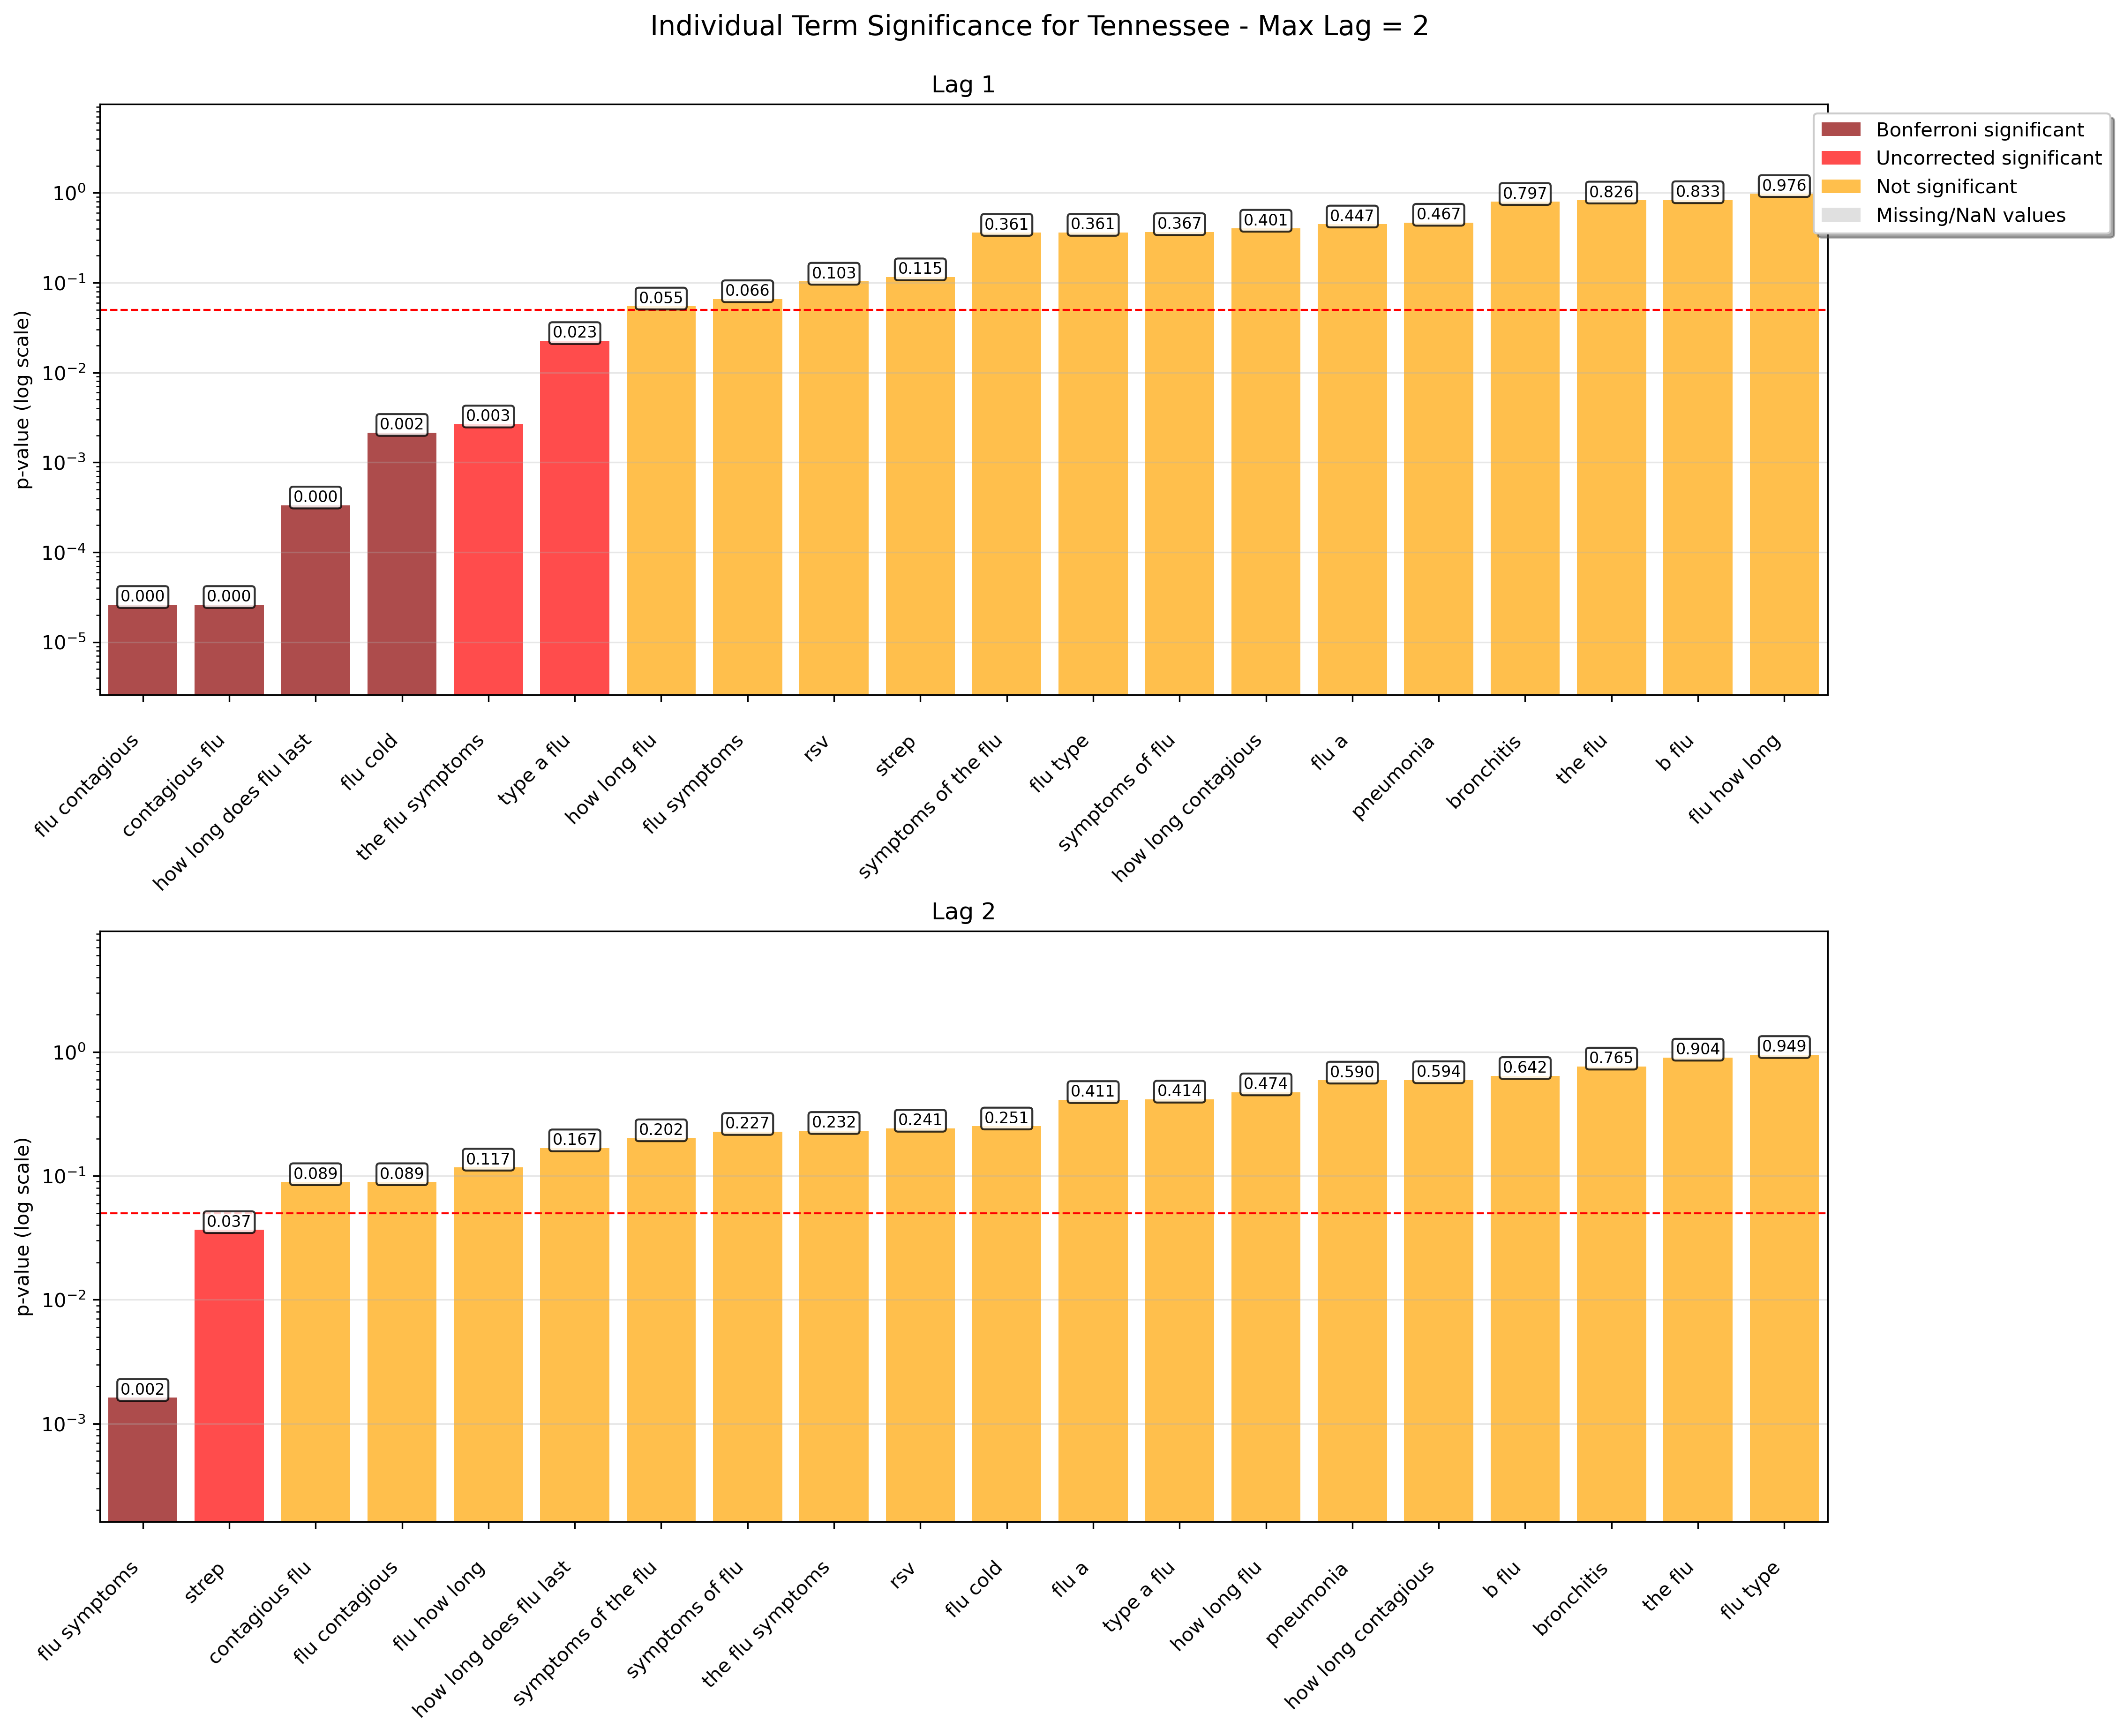 Individual Term Significance for Tennessee - Max Lag = 2
Lag 1
Bonferroni significant
Uncorrected significant
Not significant
Missing/NaN values
p-value (log scale)
10⁰
10⁻¹
10⁻²
10⁻³
10⁻⁴
10⁻⁵
0.000
0.000
0.000
0.002
0.003
0.023
0.055
0.066
0.103
0.115
0.361
0.361
0.367
0.401
0.447
0.467
0.797
0.826
0.833
0.976
flu contagious
contagious flu
how long does flu last
flu cold
the flu symptoms
type a flu
how long flu
flu symptoms
rsv
strep
symptoms of the flu
flu type
symptoms of flu
how long contagious
flu a
pneumonia
bronchitis
the flu
b flu
flu how long
Lag 2
p-value (log scale)
10⁰
10⁻¹
10⁻²
10⁻³
0.002
0.037
0.089
0.089
0.117
0.167
0.202
0.227
0.232
0.241
0.251
0.411
0.414
0.474
0.590
0.594
0.642
0.765
0.904
0.949
flu symptoms
strep
contagious flu
flu contagious
flu how long
how long does flu last
symptoms of the flu
symptoms of flu
the flu symptoms
rsv
flu cold
flu a
type a flu
how long flu
pneumonia
how long contagious
b flu
bronchitis
the flu
flu type